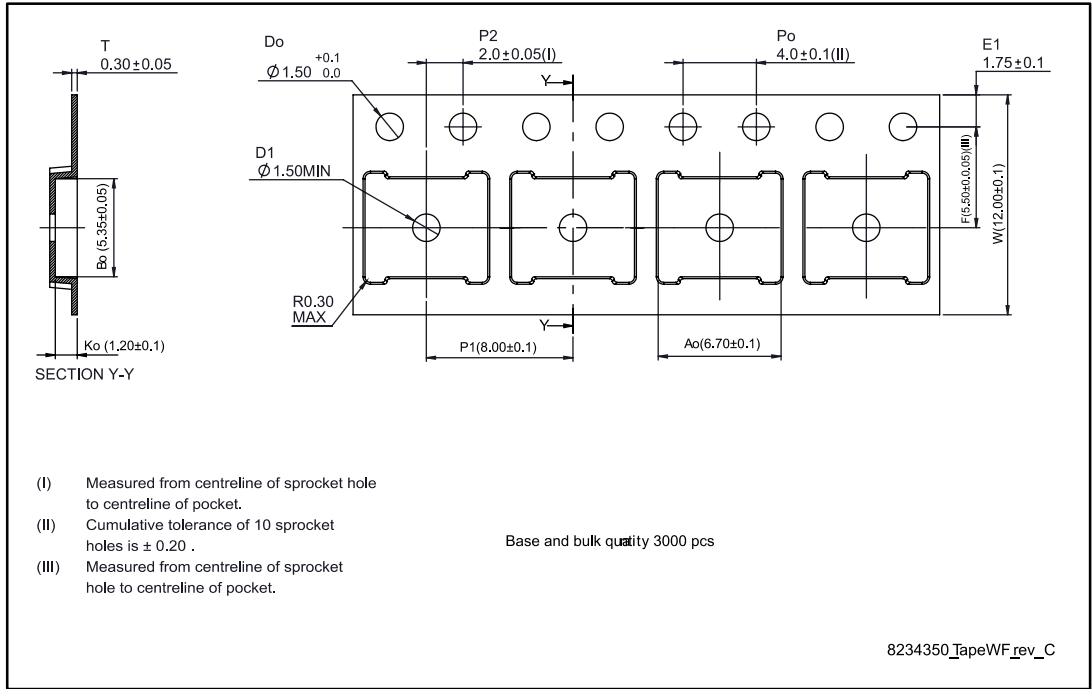 T
0.30±0.05
Do
∅1.50 +0.1 0.0
P2
2.0±0.05(I)
Po
4.0±0.1(II)
E1
1.75±0.1
Y
D1
∅1.50MIN
Bo (5.35±0.05)
F(5.50±0.0.05)(III)
W(12.00±0.1)
R0.30
MAX
Y
Ko (1.20±0.1)
P1(8.00±0.1)
Ao(6.70±0.1)
SECTION Y-Y
(I) Measured from centreline of sprocket hole
to centreline of pocket.
(II) Cumulative tolerance of 10 sprocket
holes is ± 0.20 .
(III) Measured from centreline of sprocket
hole to centreline of pocket.
Base and bulk quatity 3000 pcs
8234350_TapeWF_rev_C